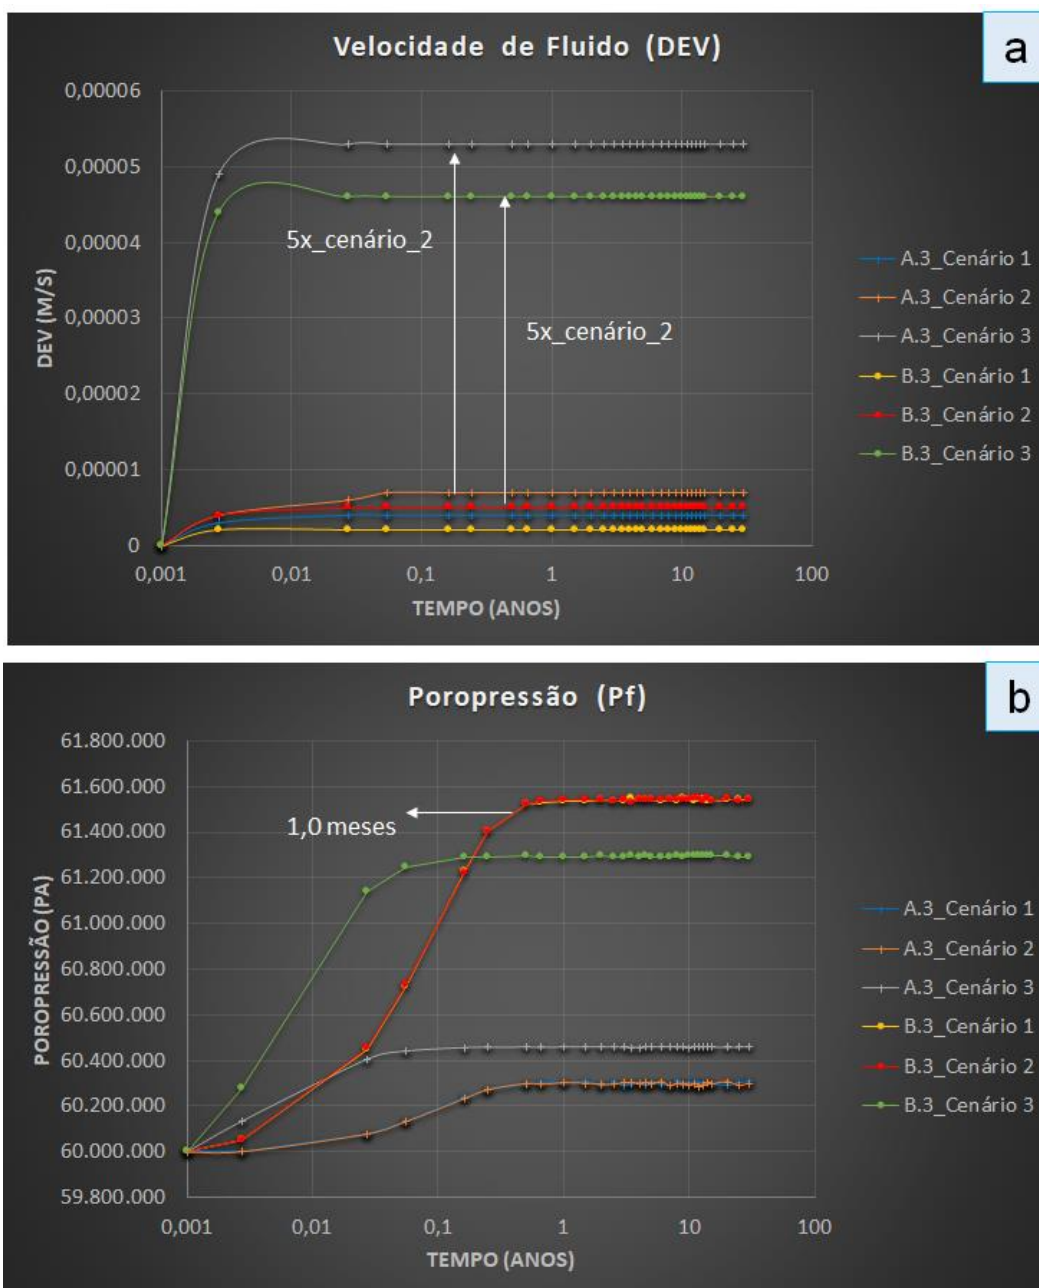 Velocidade de Fluido (DEV)
a
0,00006
0,00005
0,00004
0,00003
0,00002
0,00001
0
DEV (M/S)
5x_cenário_2
5x_cenário_2
A.3_Cenário 1
A.3_Cenário 2
A.3_Cenário 3
B.3_Cenário 1
B.3_Cenário 2
B.3_Cenário 3
0,001 0,01 0,1 1 10 100
TEMPO (ANOS)
Poropressão (Pf)
b
61.800.000
61.600.000
61.400.000
61.200.000
61.000.000
60.800.000
60.600.000
60.400.000
60.200.000
60.000.000
59.800.000
POROPRESSÃO (PA)
1,0 meses
A.3_Cenário 1
A.3_Cenário 2
A.3_Cenário 3
B.3_Cenário 1
B.3_Cenário 2
B.3_Cenário 3
0,001 0,01 0,1 1 10 100
TEMPO (ANOS)